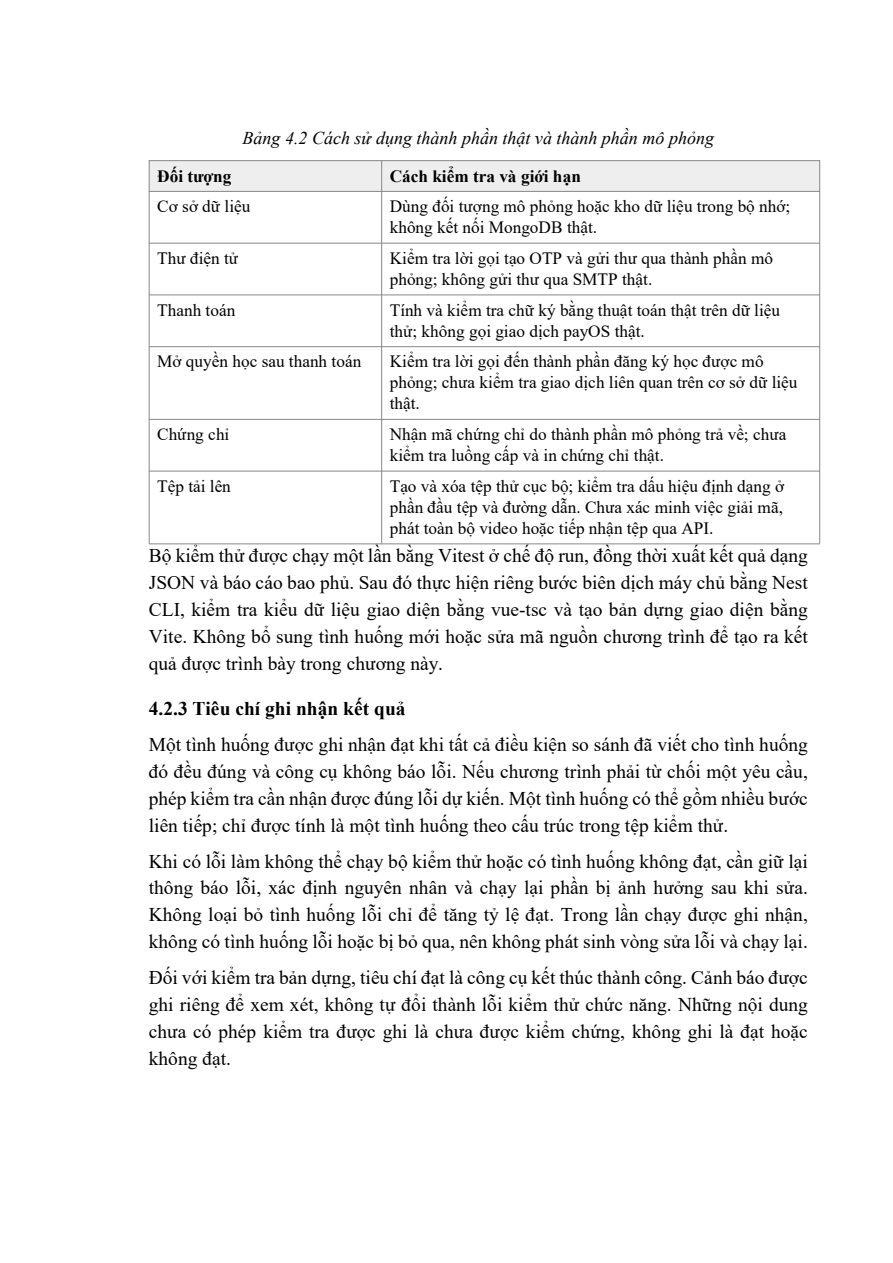 Bảng 4.2 Cách sử dụng thành phần thật và thành phần mô phỏng
Đối tượng
Cách kiểm tra và giới hạn
Cơ sở dữ liệu
Dùng đối tượng mô phỏng hoặc kho dữ liệu trong bộ nhớ;
không kết nối MongoDB thật.
Thư điện tử
Kiểm tra lời gọi tạo OTP và gửi thư qua thành phần mô
phỏng; không gửi thư qua SMTP thật.
Thanh toán
Tính và kiểm tra chữ ký bằng thuật toán thật trên dữ liệu
thử; không gọi giao dịch payOS thật.
Mở quyền học sau thanh toán
Kiểm tra lời gọi đến thành phần đăng ký học được mô
phỏng; chưa kiểm tra giao dịch liên quan trên cơ sở dữ liệu
thật.
Chứng chỉ
Nhận mã chứng chỉ do thành phần mô phỏng trả về; chưa
kiểm tra luồng cấp và in chứng chỉ thật.
Tệp tải lên
Tạo và xóa tệp thử cục bộ; kiểm tra dấu hiệu định dạng ở
phần đầu tệp và đường dẫn. Chưa xác minh việc giải mã,
phát toàn bộ video hoặc tiếp nhận tệp qua API.
Bộ kiểm thử được chạy một lần bằng Vitest ở chế độ run, đồng thời xuất kết quả dạng
JSON và báo cáo bao phủ. Sau đó thực hiện riêng bước biên dịch máy chủ bằng Nest
CLI, kiểm tra kiểu dữ liệu giao diện bằng vue-tsc và tạo bản dựng giao diện bằng
Vite. Không bổ sung tình huống mới hoặc sửa mã nguồn chương trình để tạo ra kết
quả được trình bày trong chương này.
4.2.3 Tiêu chí ghi nhận kết quả
Một tình huống được ghi nhận đạt khi tất cả điều kiện so sánh đã viết cho tình huống
đó đều đúng và công cụ không báo lỗi. Nếu chương trình phải từ chối một yêu cầu,
phép kiểm tra cần nhận được đúng lỗi dự kiến. Một tình huống có thể gồm nhiều bước
liên tiếp; chỉ được tính là một tình huống theo cấu trúc trong tệp kiểm thử.
Khi có lỗi làm không thể chạy bộ kiểm thử hoặc có tình huống không đạt, cần giữ lại
thông báo lỗi, xác định nguyên nhân và chạy lại phần bị ảnh hưởng sau khi sửa.
Không loại bỏ tình huống lỗi chỉ để tăng tỷ lệ đạt. Trong lần chạy được ghi nhận,
không có tình huống lỗi hoặc bị bỏ qua, nên không phát sinh vòng sửa lỗi và chạy lại.
Đối với kiểm tra bản dựng, tiêu chí đạt là công cụ kết thúc thành công. Cảnh báo được
ghi riêng để xem xét, không tự đổi thành lỗi kiểm thử chức năng. Những nội dung
chưa có phép kiểm tra được ghi là chưa được kiểm chứng, không ghi là đạt hoặc
không đạt.